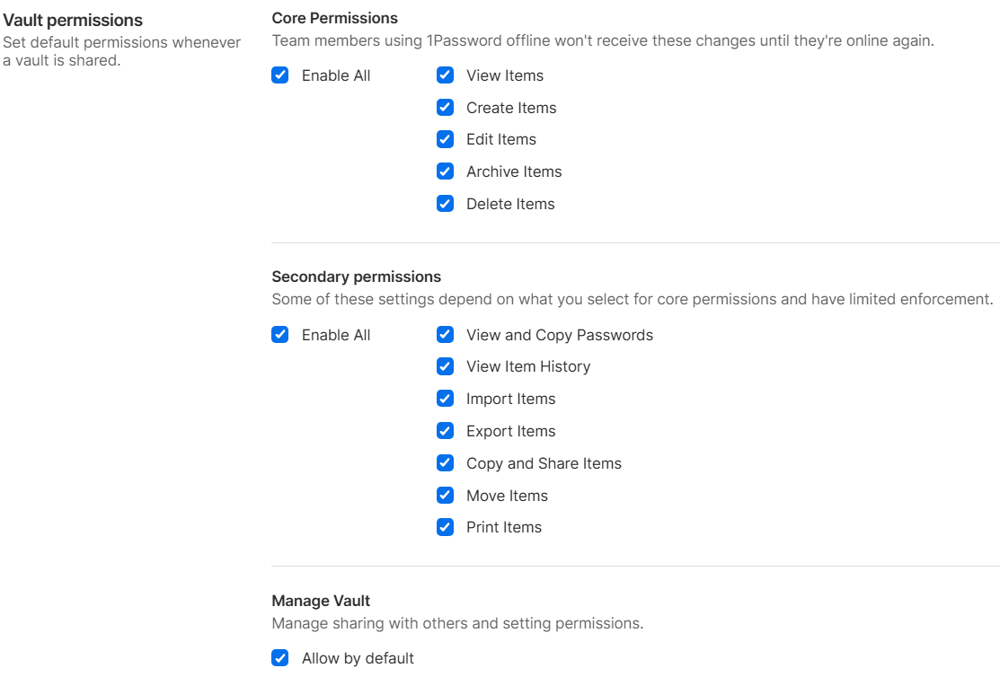 Vault permissions
Set default permissions whenever
a vault is shared.
Core Permissions
Team members using 1Password offline won't receive these changes until they're online again.
Enable All
View Items
Create Items
Edit Items
Archive Items
Delete Items
Secondary permissions
Some of these settings depend on what you select for core permissions and have limited enforcement.
Enable All
View and Copy Passwords
View Item History
Import Items
Export Items
Copy and Share Items
Move Items
Print Items
Manage Vault
Manage sharing with others and setting permissions.
Allow by default